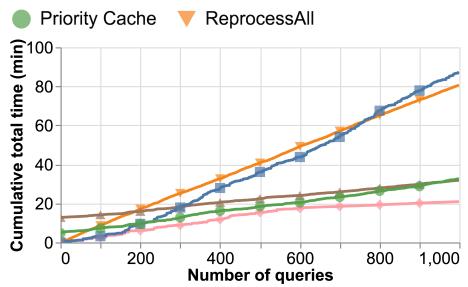 Priority Cache ReprocessAll
Cumulative total time (min)
100
80
60
40
20
0
0 200 400 600 800 1,000
Number of queries